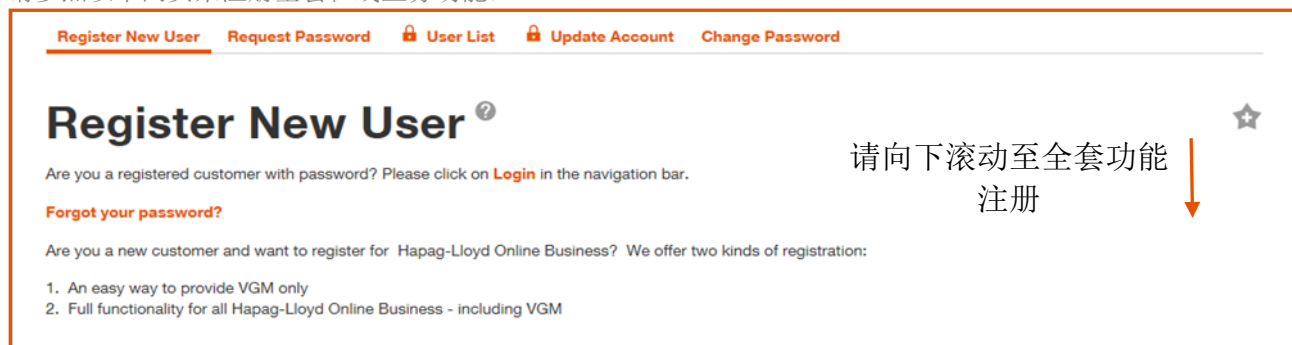 Register New User Request Password User List Update Account Change Password
Register New User
请向下滚动至全套功能
注册
Are you a registered customer with password? Please click on Login in the navigation bar.
Forgot your password?
Are you a new customer and want to register for Hapag-Lloyd Online Business? We offer two kinds of registration:
1. An easy way to provide VGM only
2. Full functionality for all Hapag-Lloyd Online Business - including VGM